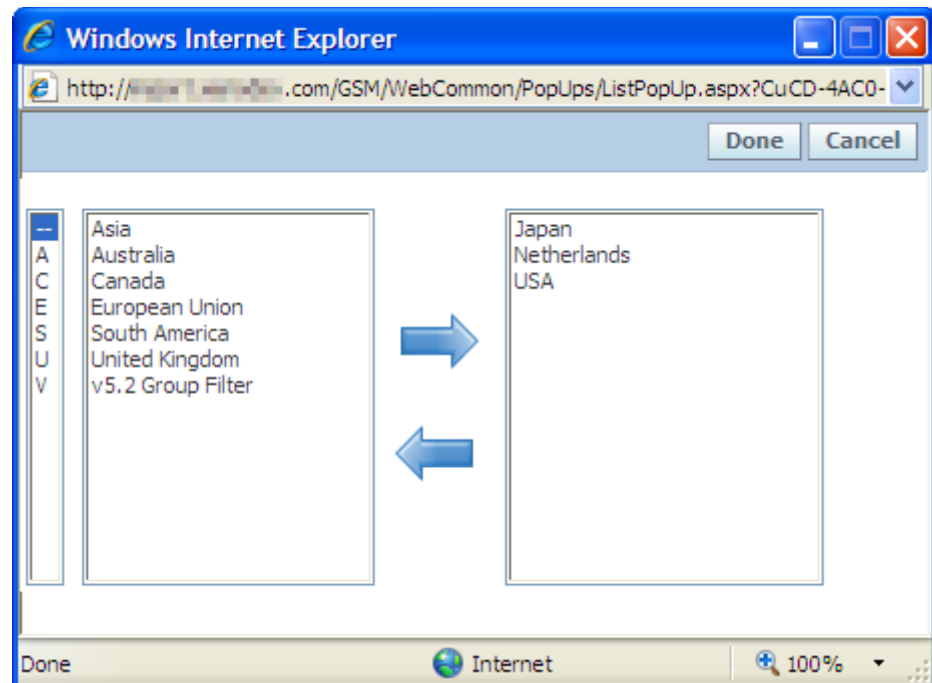 Windows Internet Explorer
http:// .com/GSM/WebCommon/PopUps/ListPopUp.aspx?CuCD-4AC0-
Done Cancel
--
A
C
E
S
U
V
Asia
Australia
Canada
European Union
South America
United Kingdom
v5.2 Group Filter
Japan
Netherlands
USA
Done Internet 100%